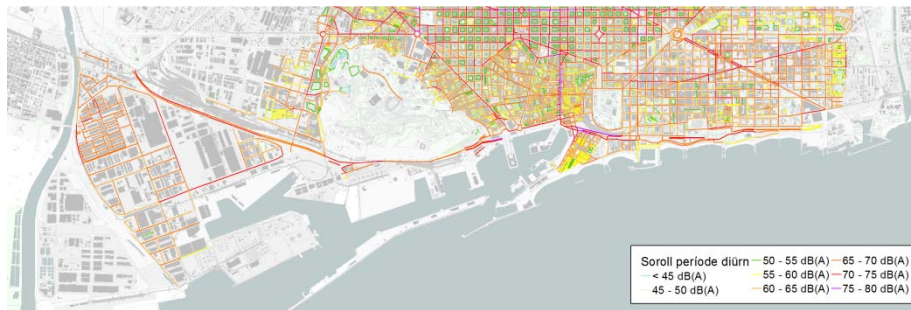 Soroll període diürn
< 45 dB(A)
45 - 50 dB(A)
50 - 55 dB(A)
55 - 60 dB(A)
60 - 65 dB(A)
65 - 70 dB(A)
70 - 75 dB(A)
75 - 80 dB(A)